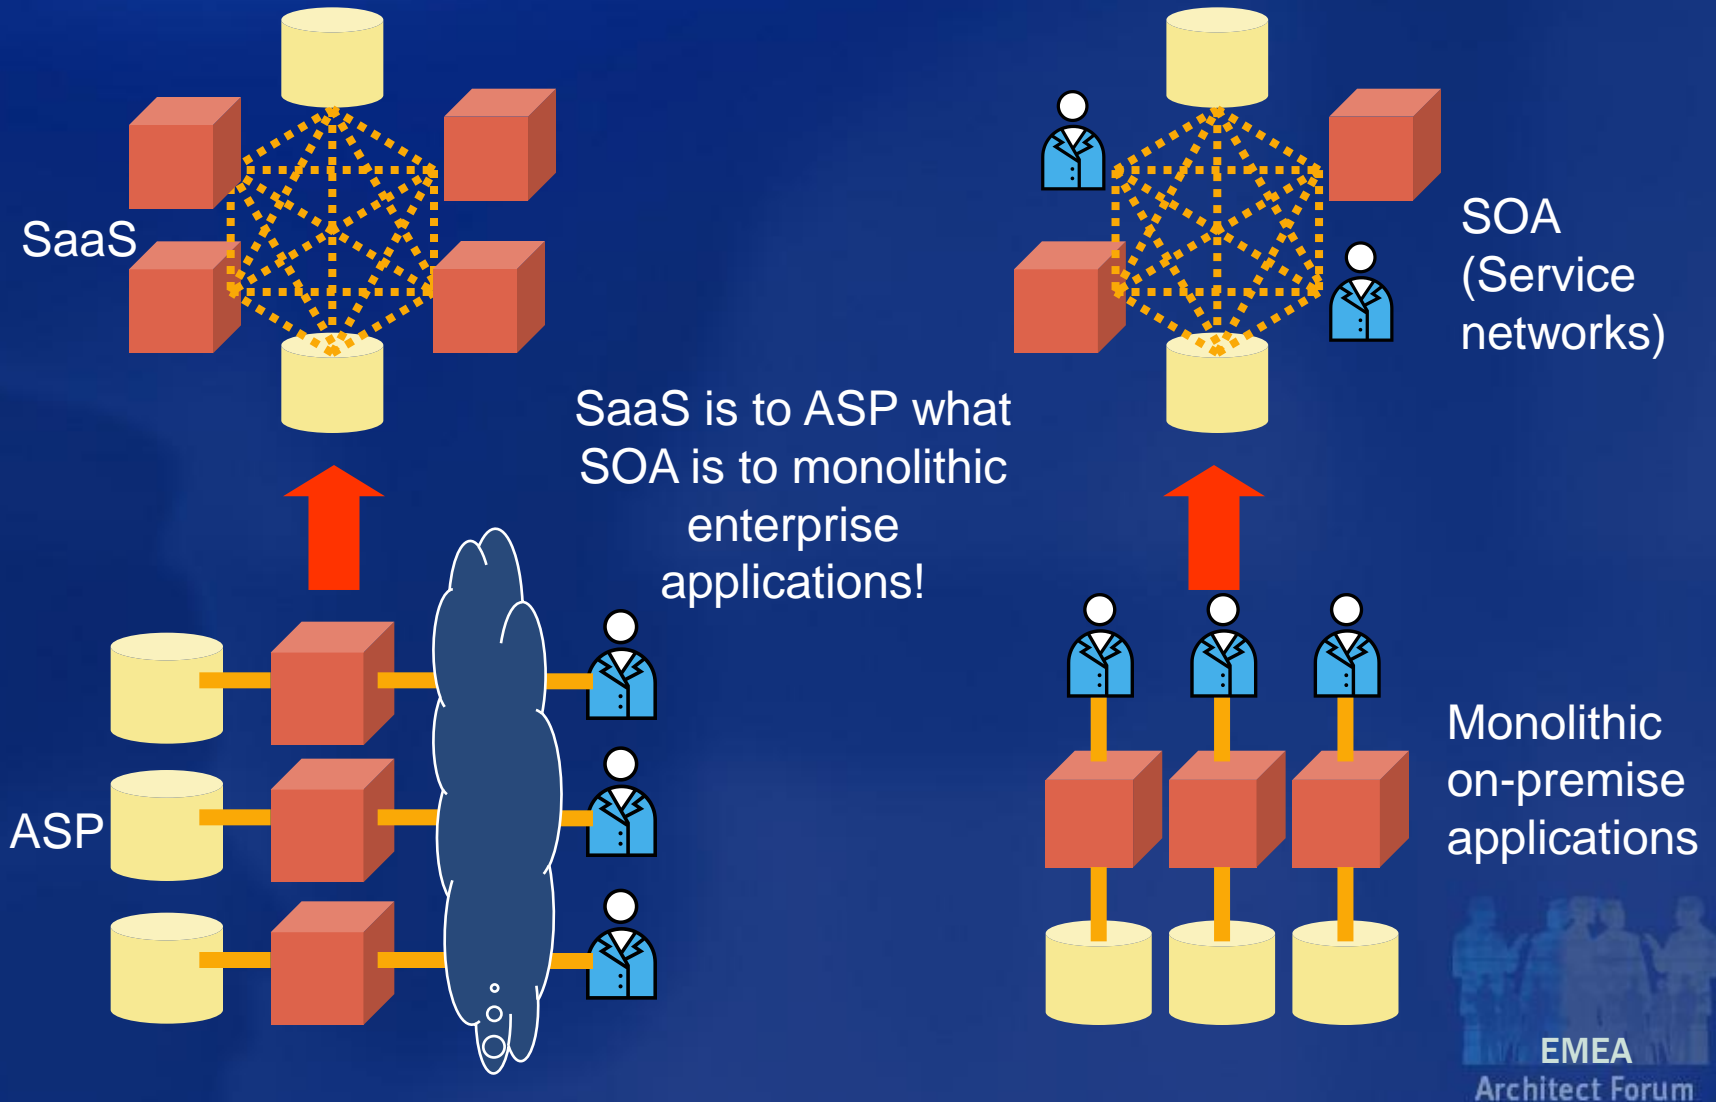 SaaS
SOA
(Service
networks)
SaaS is to ASP what
SOA is to monolithic
enterprise
applications!
ASP
Monolithic
on-premise
applications
EMEA
Architect Forum